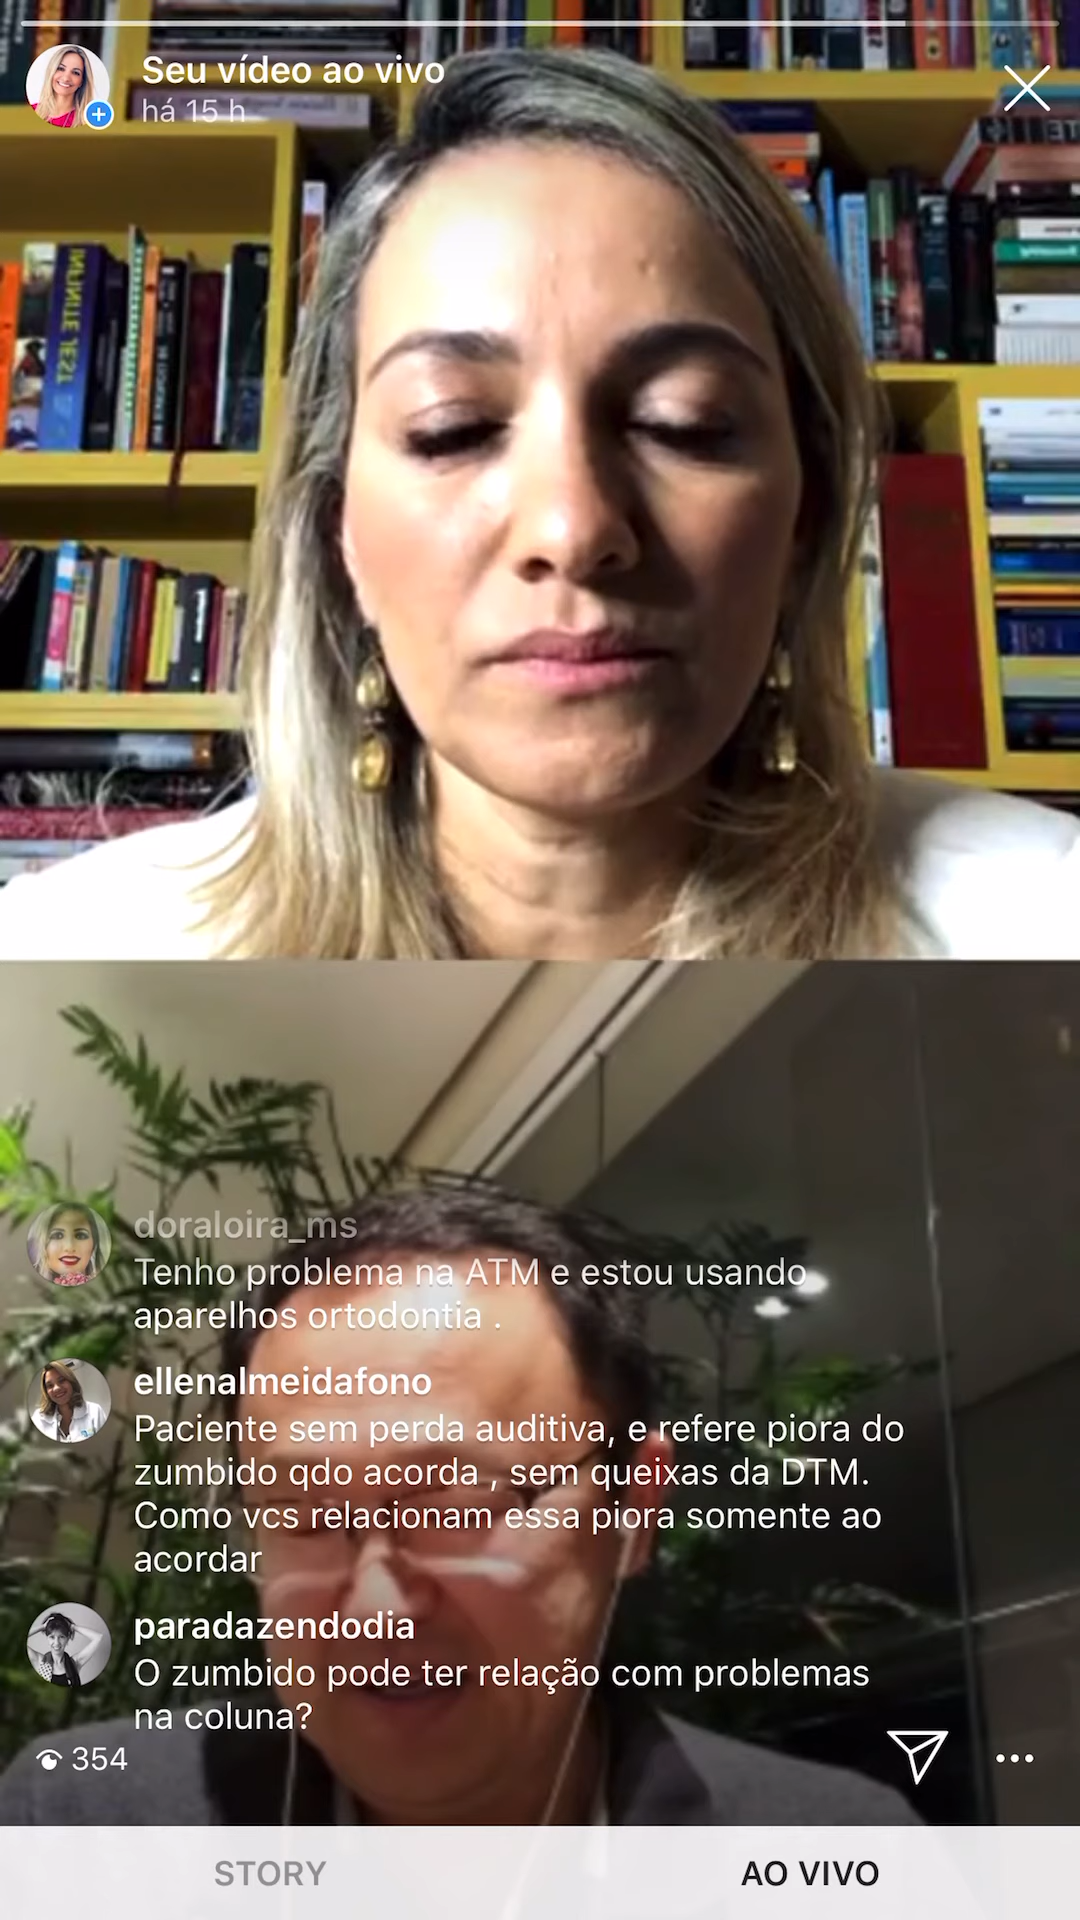 Seu vídeo ao vivo
há 15 h
INFINITE JEST
doraloira_ms
Tenho problema na ATM e estou usando
aparelhos ortodontia .
ellenalmeidafono
Paciente sem perda auditiva, e refere piora do
zumbido qdo acorda , sem queixas da DTM.
Como vcs relacionam essa piora somente ao
acordar
paradazendodia
O zumbido pode ter relação com problemas
na coluna?
354
STORY
AO VIVO